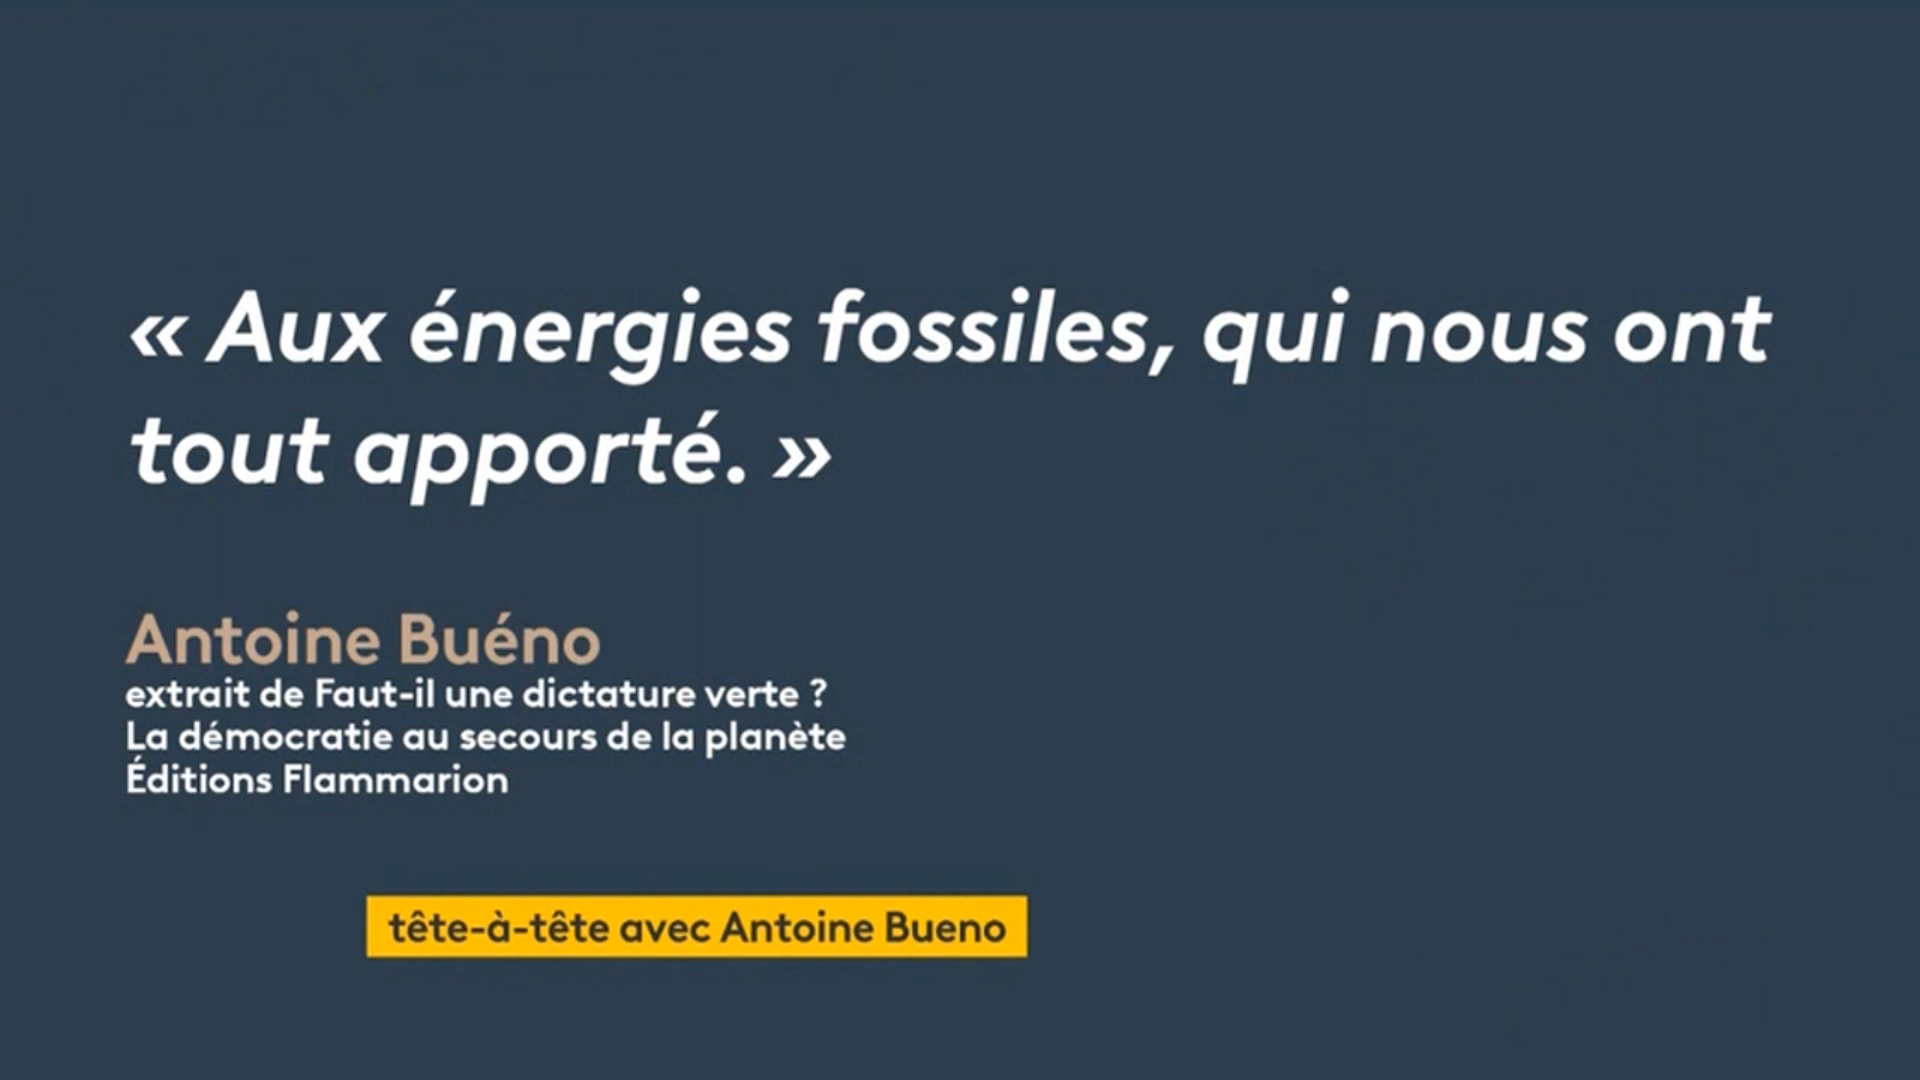 « Aux énergies fossiles, qui nous ont
tout apporté. »
Antoine Buéno
extrait de Faut-il une dictature verte ?
La démocratie au secours de la planète
Éditions Flammarion
tête-à-tête avec Antoine Bueno